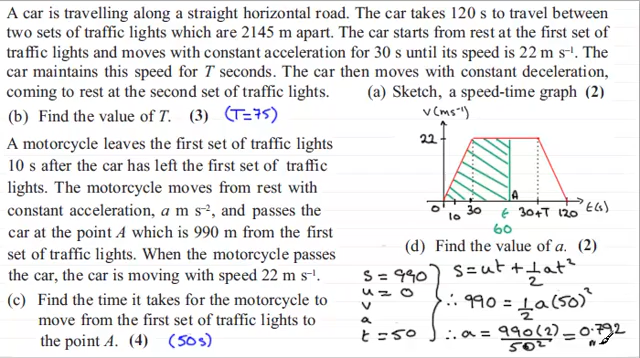 A car is travelling along a straight horizontal road. The car takes 120 s to travel between
two sets of traffic lights which are 2145 m apart. The car starts from rest at the first set of
traffic lights and moves with constant acceleration for 30 s until its speed is 22 m s⁻¹. The
car maintains this speed for T seconds. The car then moves with constant deceleration,
coming to rest at the second set of traffic lights. (a) Sketch, a speed-time graph (2)
(b) Find the value of T. (3) (T=75)
A motorcycle leaves the first set of traffic lights
10 s after the car has left the first set of traffic
lights. The motorcycle moves from rest with
constant acceleration, a m s⁻², and passes the
car at the point A which is 990 m from the first
set of traffic lights. When the motorcycle passes
the car, the car is moving with speed 22 m s⁻¹.
(c) Find the time it takes for the motorcycle to
move from the first set of traffic lights to
the point A. (4) (50s)
V(ms⁻¹)
22
A
0 10 30 t 30+T 120 t(s)
60
(d) Find the value of a. (2)
s = 990
u = 0
v
a
t = 50
s = ut + 1/2 at²
∴ 990 = 1/2 a(50)²
∴ a = 990(2)/50² = 0.792